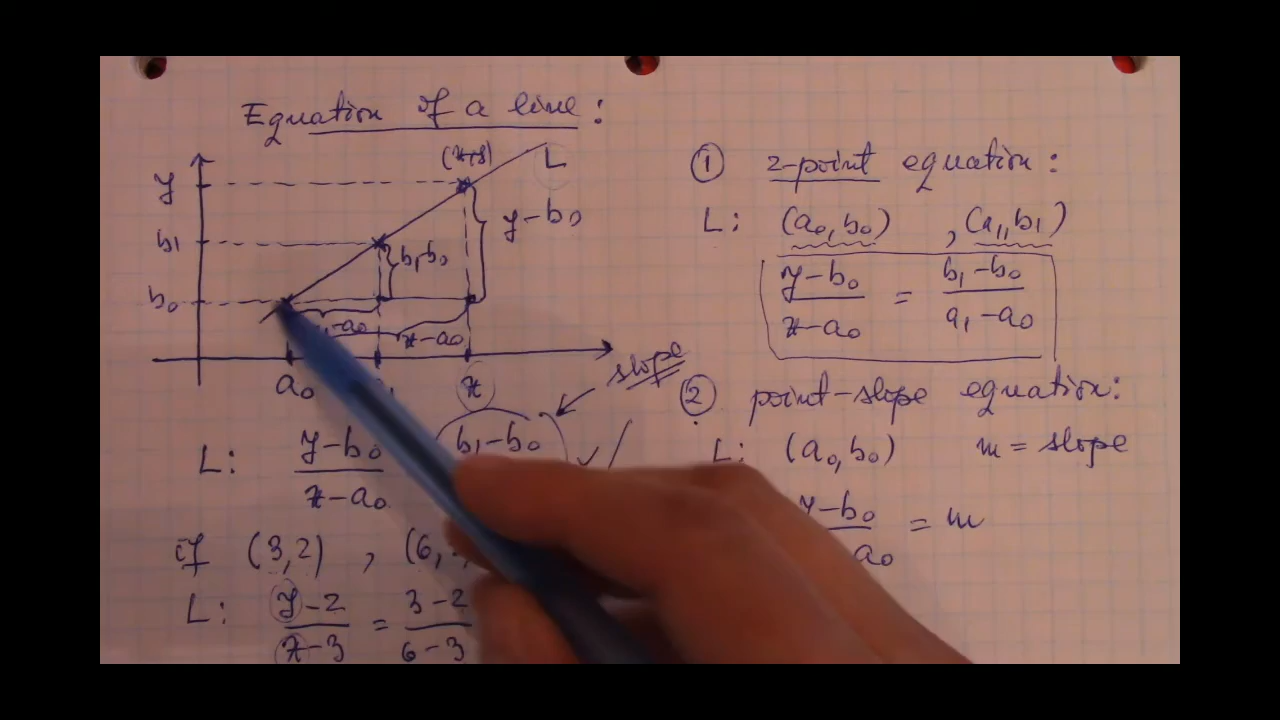 Equation of a line:
y
(x,y)
L
b₁
b₁-b₀
y-b₀
b₀
-a₀
x-a₀
a₀
x
slope
L: (y-b₀)/(x-a₀) (b₁-b₀) ✓
If (3,2) , (6,
L: (y-2)/(x-3) = (3-2)/(6-3)
① 2-point equation:
L: (a₀,b₀) , (a₁,b₁)
(y-b₀)/(x-a₀) = (b₁-b₀)/(a₁-a₀)
② point-slope equation:
L: (a₀,b₀) m = slope
y-b₀ = m
a₀